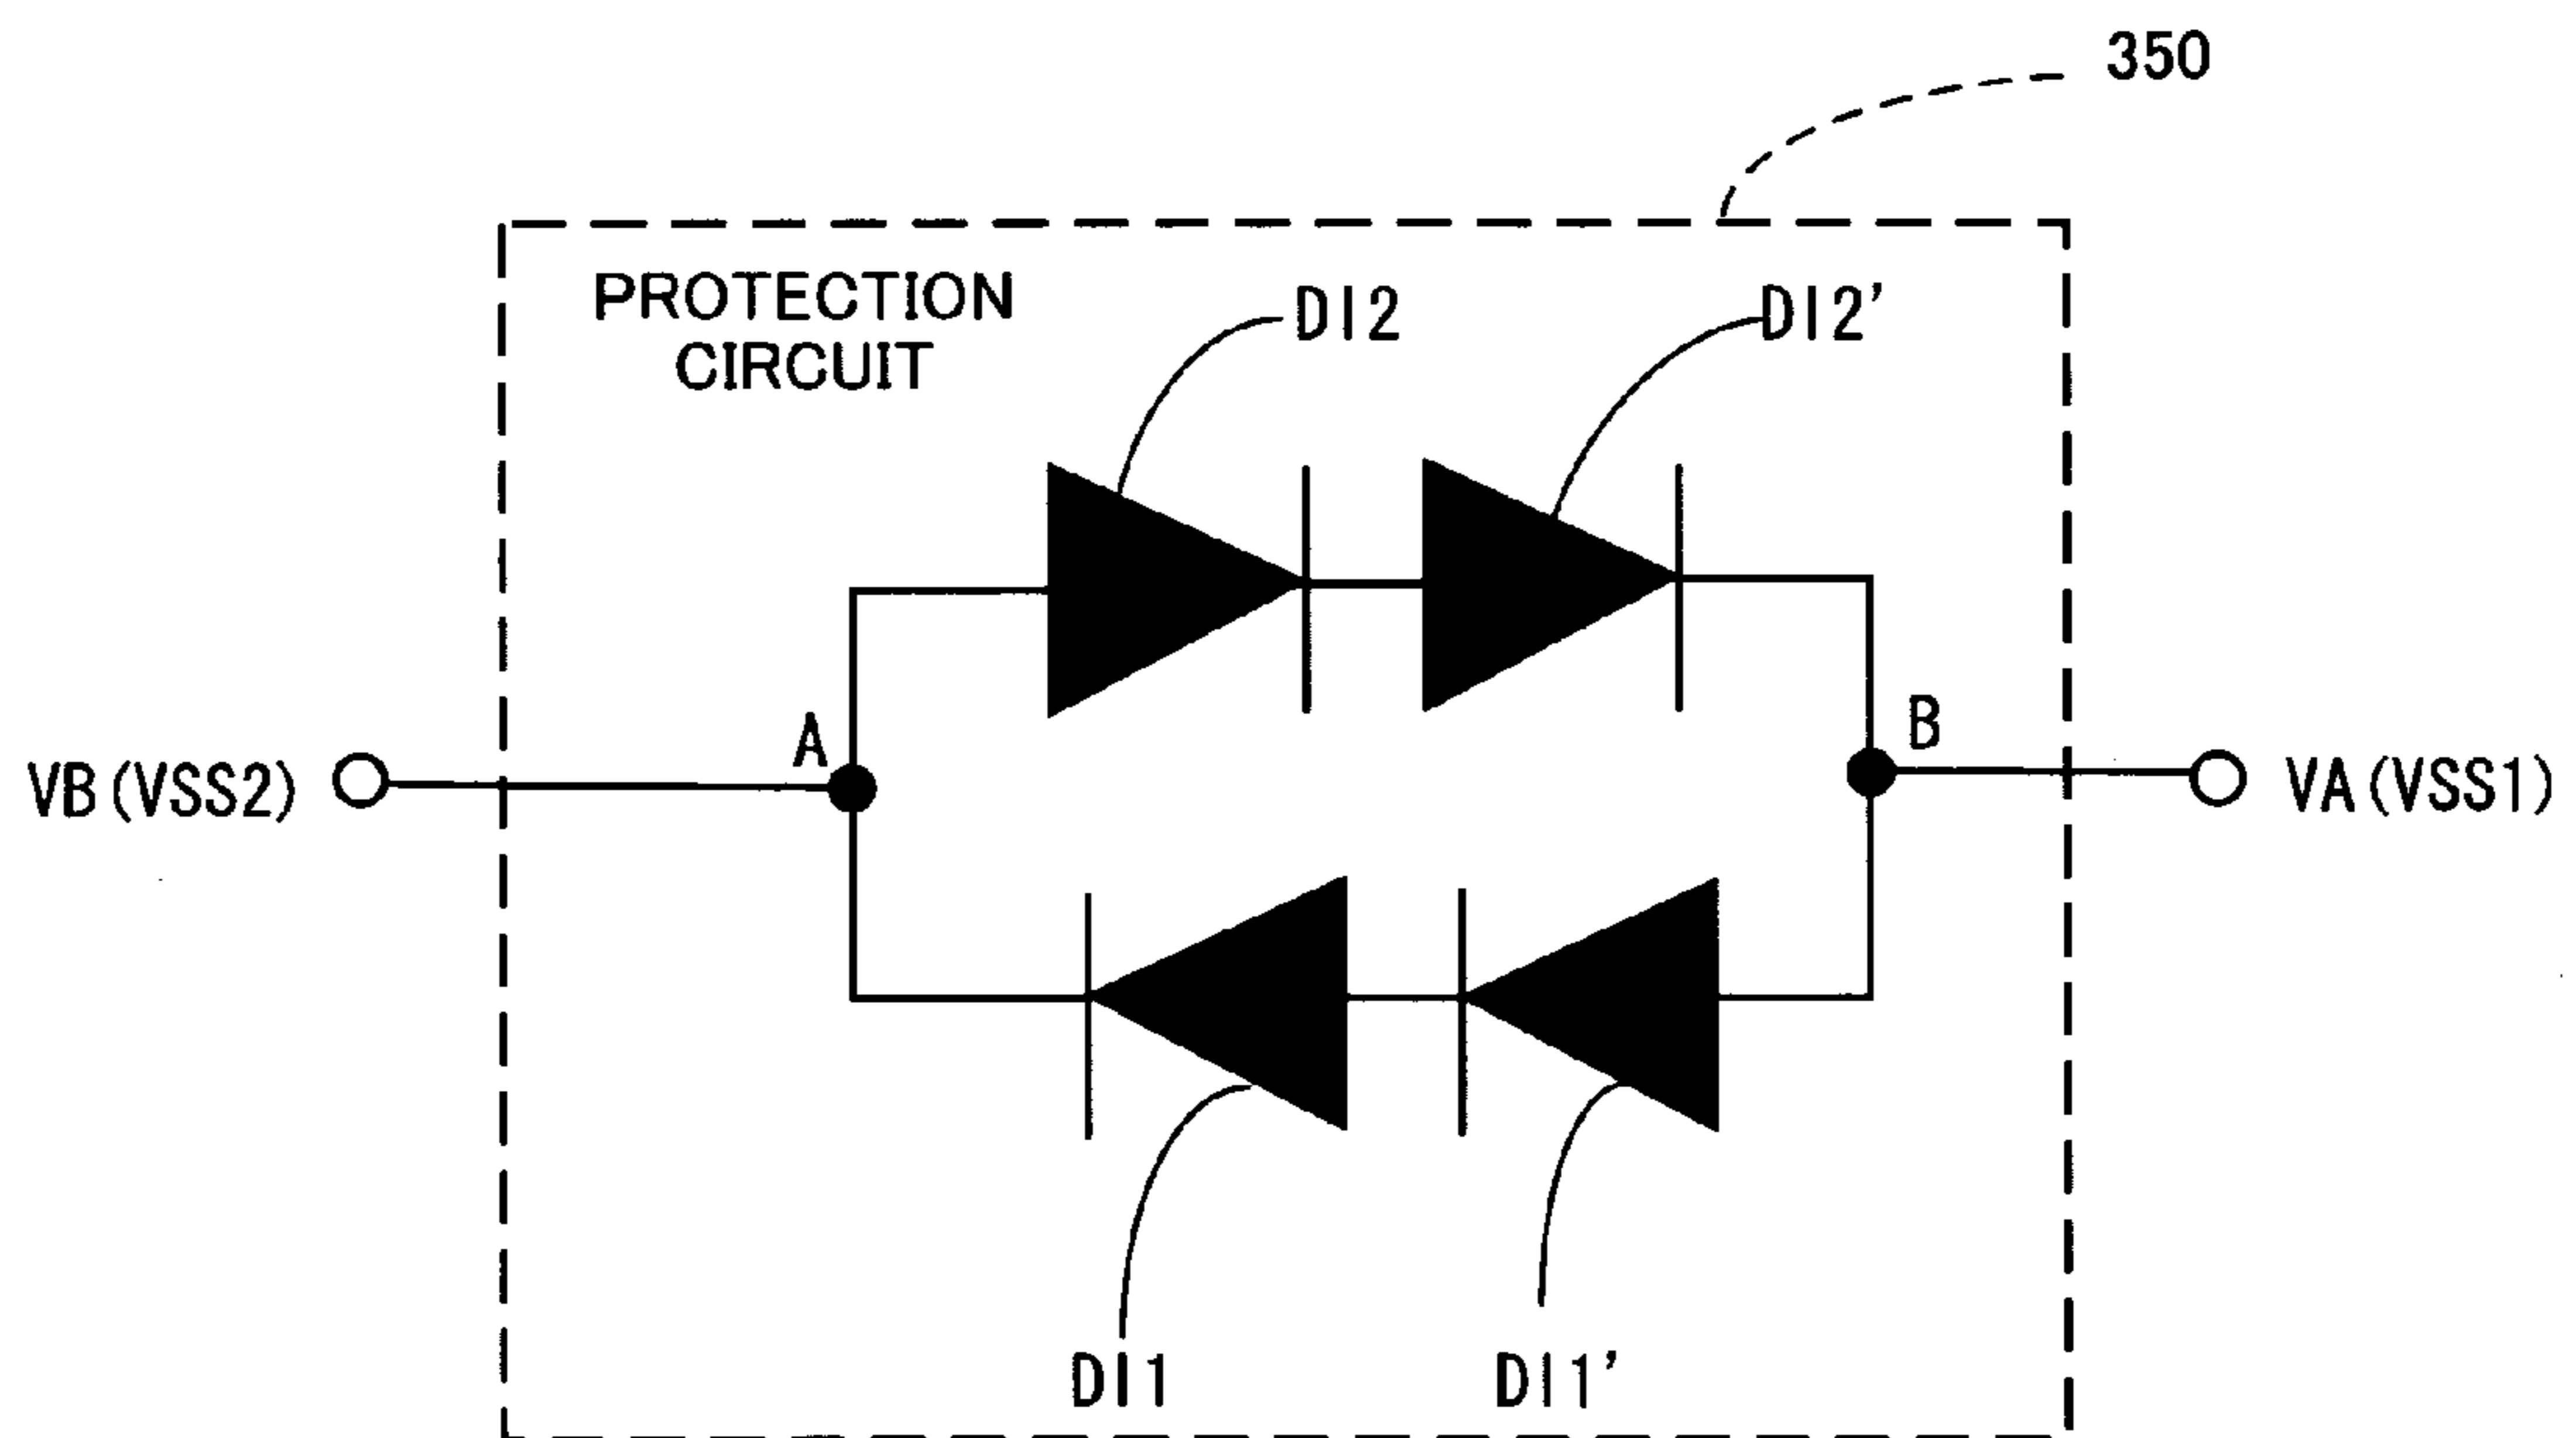 350
PROTECTION
CIRCUIT
DI2
DI2'
A
B
VB(VSS2)
VA(VSS1)
DI1
DI1'